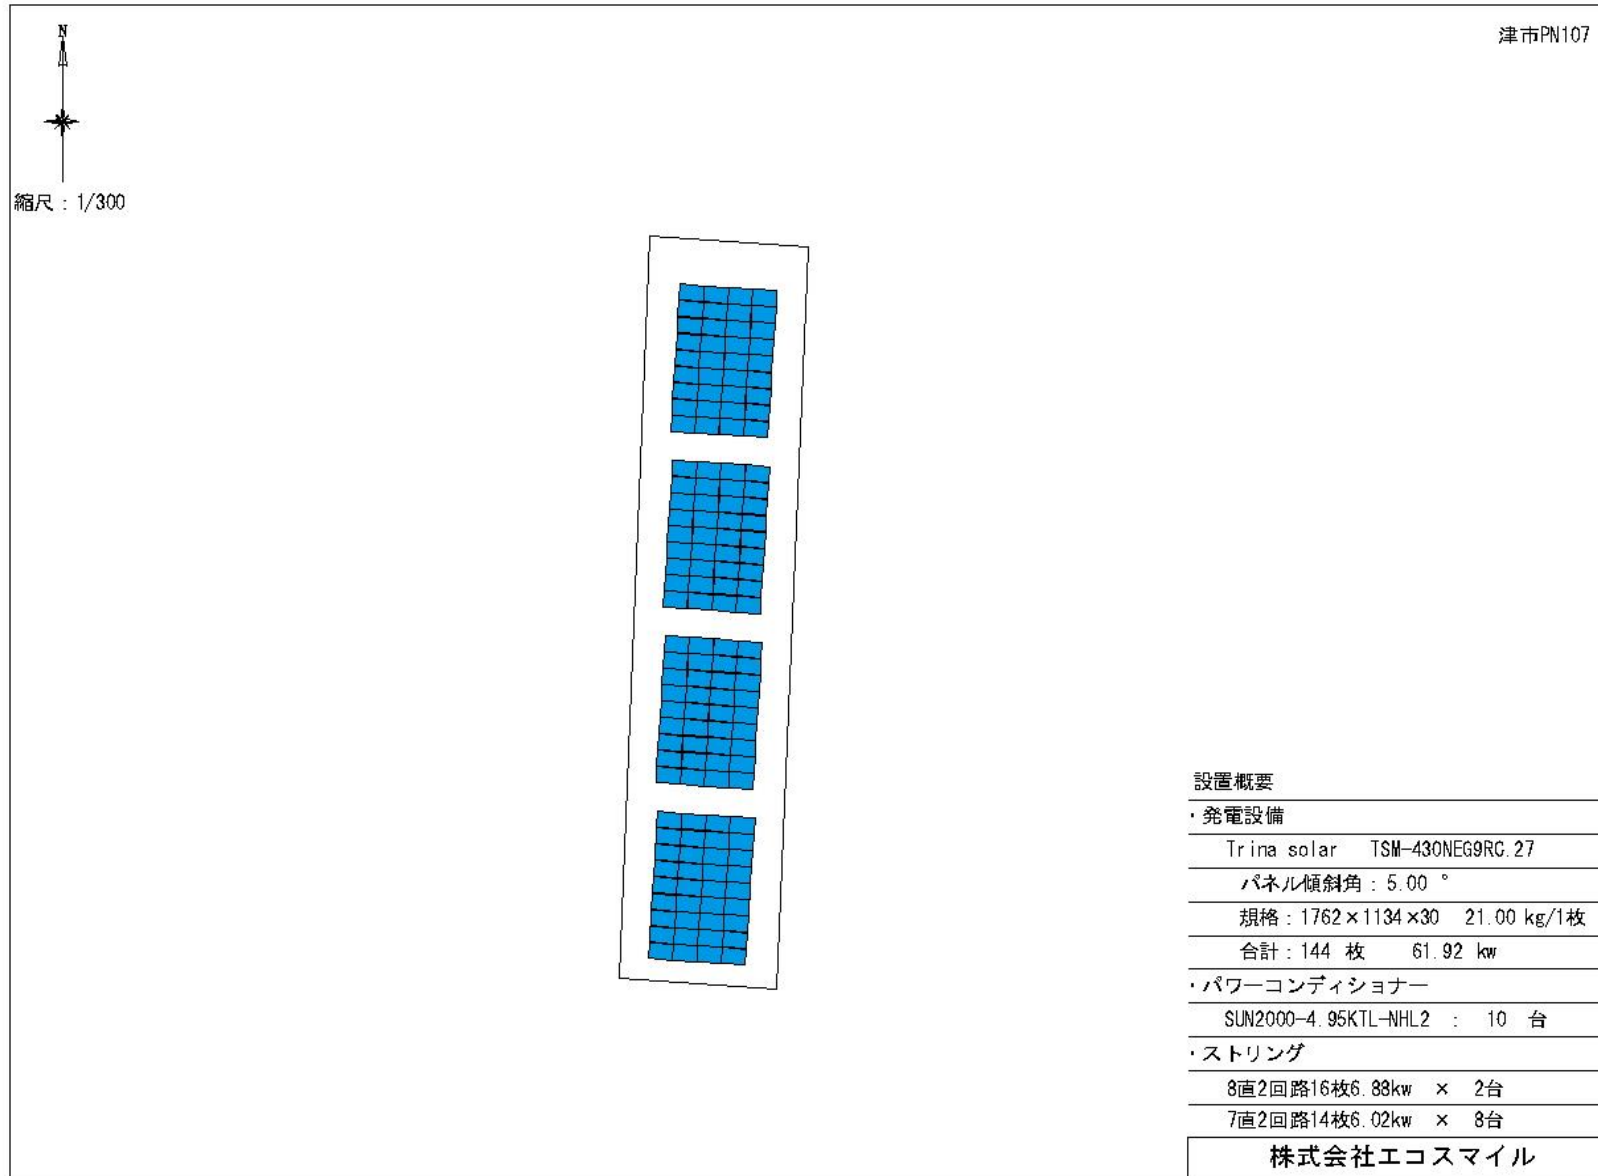 N
津市PN107
縮尺：1/300
設置概要
・発電設備
Trina solar TSM-430NEG9RC.27
パネル傾斜角：5.00 °
規格：1762×1134×30 21.00 kg/1枚
合計：144 枚 61.92 kw
・パワーコンディショナー
SUN2000-4.95KTL-NHL2 : 10 台
・ストリング
8直2回路16枚6.88kw × 2台
7直2回路14枚6.02kw × 8台
株式会社エコスマイル